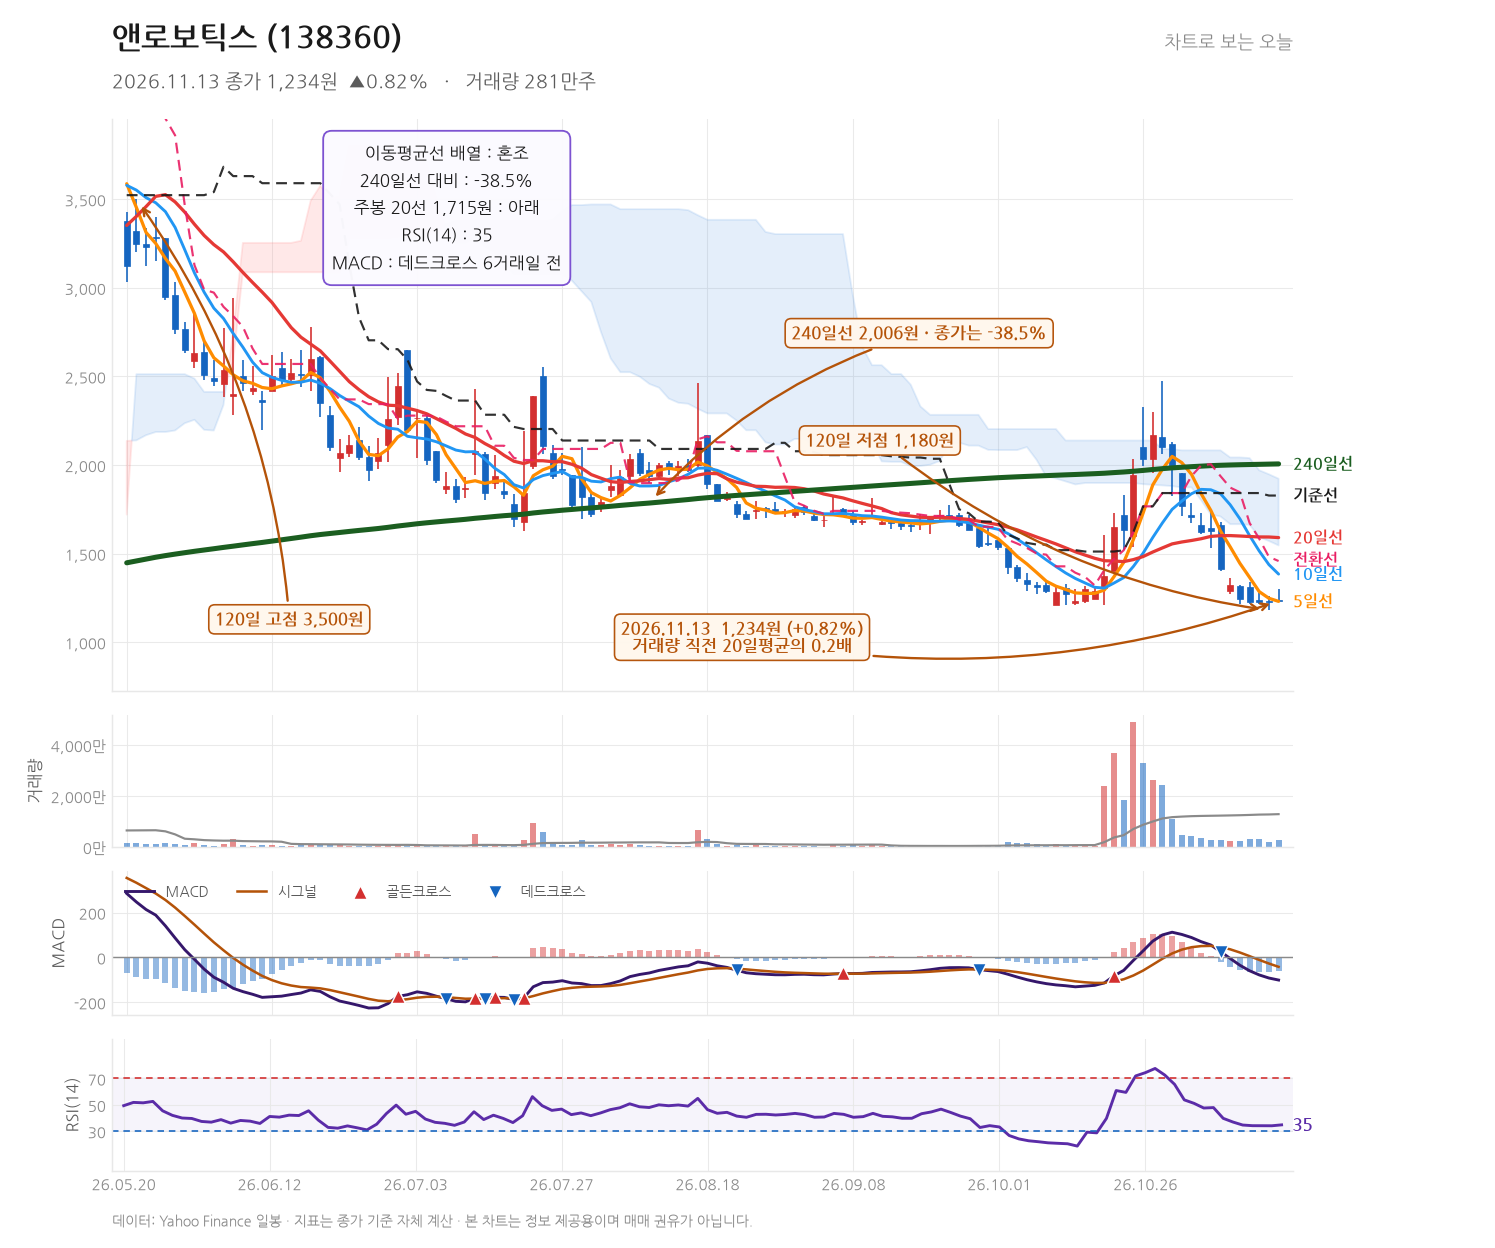 앤로보틱스 (138360)
차트로 보는 오늘
2026.11.13 종가 1,234원 ▲0.82% · 거래량 281만주
이동평균선 배열 : 혼조
240일선 대비 : -38.5%
주봉 20선 1,715원 : 아래
RSI(14) : 35
MACD : 데드크로스 6거래일 전
240일선 2,006원 · 종가는 -38.5%
120일 저점 1,180원
120일 고점 3,500원
2026.11.13 1,234원 (+0.82%)
거래량 직전 20일평균의 0.2배
3,500
3,000
2,500
2,000
1,500
1,000
240일선
기준선
20일선
전환선
10일선
5일선
거래량
4,000만
2,000만
0만
MACD
MACD 시그널 골든크로스 데드크로스
200
0
-200
RSI(14)
70
50
30
35
26.05.20 26.06.12 26.07.03 26.07.27 26.08.18 26.09.08 26.10.01 26.10.26
데이터: Yahoo Finance 일봉 · 지표는 종가 기준 자체 계산 · 본 차트는 정보 제공용이며 매매 권유가 아닙니다.